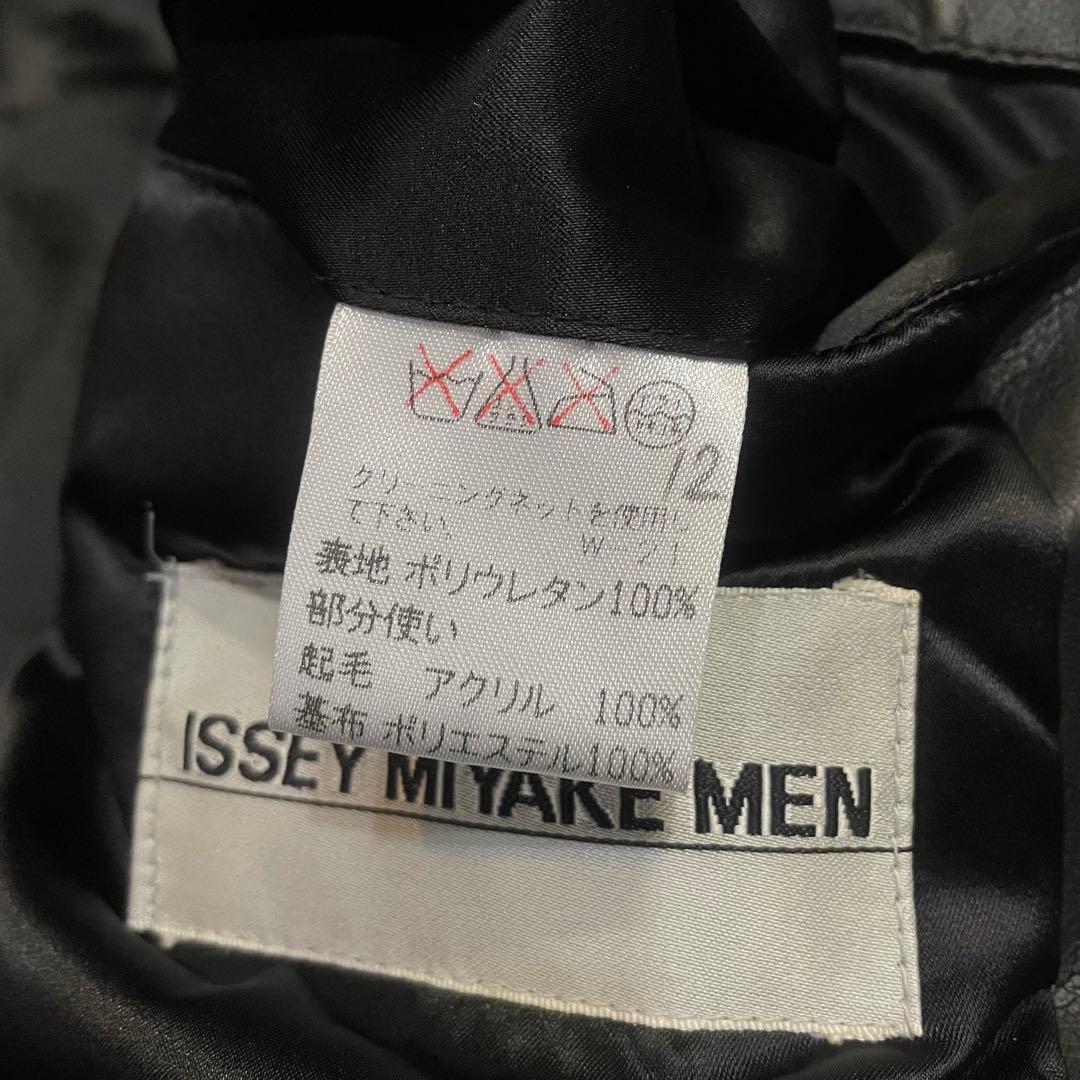 12
クリーニングネットを使用し
て下さい。 W-21
表地 ポリウレタン100%
部分使い
起毛 アクリル 100%
基布 ポリエステル100%
ISSEY MIYAKE MEN